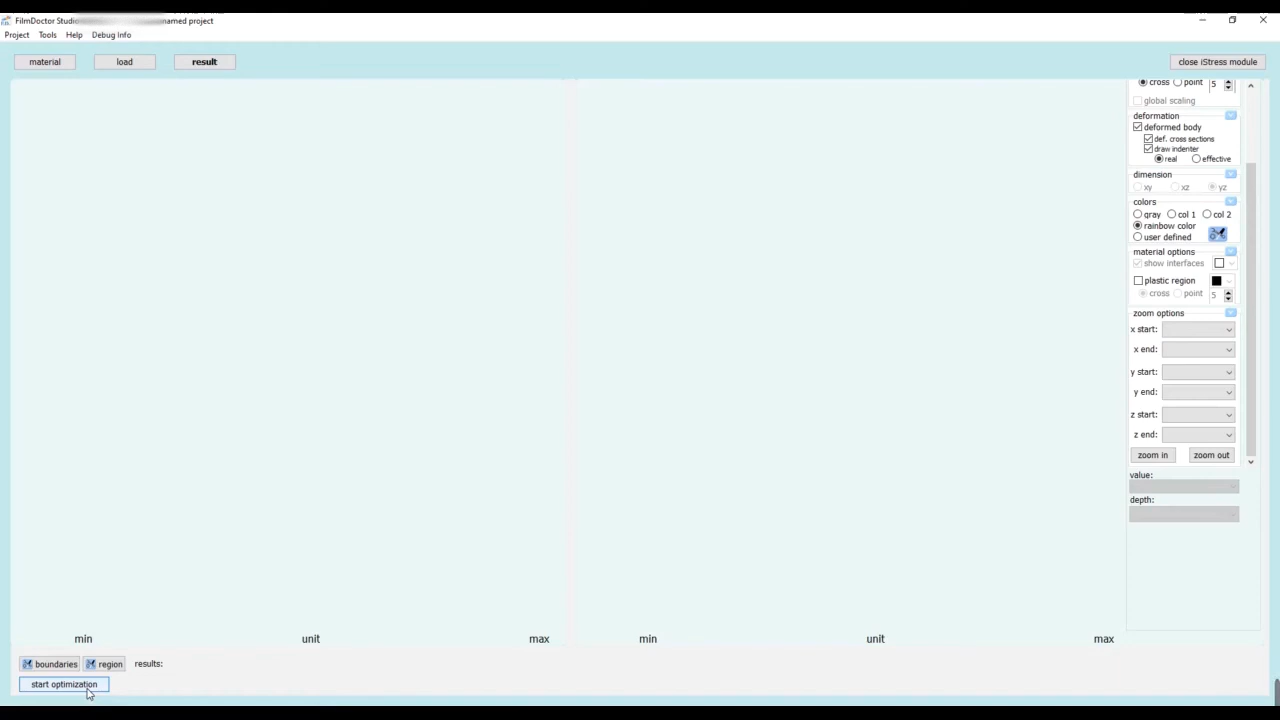 FilmDoctor Studio named project
Project Tools Help Debug Info
material load result close iStress module
cross point 5
global scaling
deformation
deformed body
def. cross sections
draw indenter
real effective
dimension
xy xz yz
colors
gray col 1 col 2
rainbow color
user defined
material options
show interfaces
plastic region
cross point 5
zoom options
x start:
x end:
y start:
y end:
z start:
z end:
zoom in zoom out
value:
depth:
min unit max min unit max
boundaries region results:
start optimization